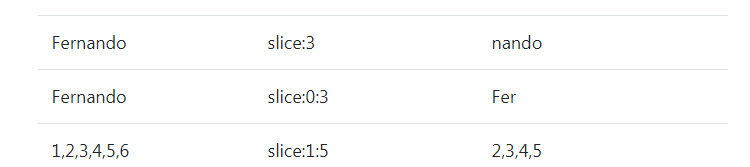 Fernando slice:3 nando
Fernando slice:0:3 Fer
1,2,3,4,5,6 slice:1:5 2,3,4,5